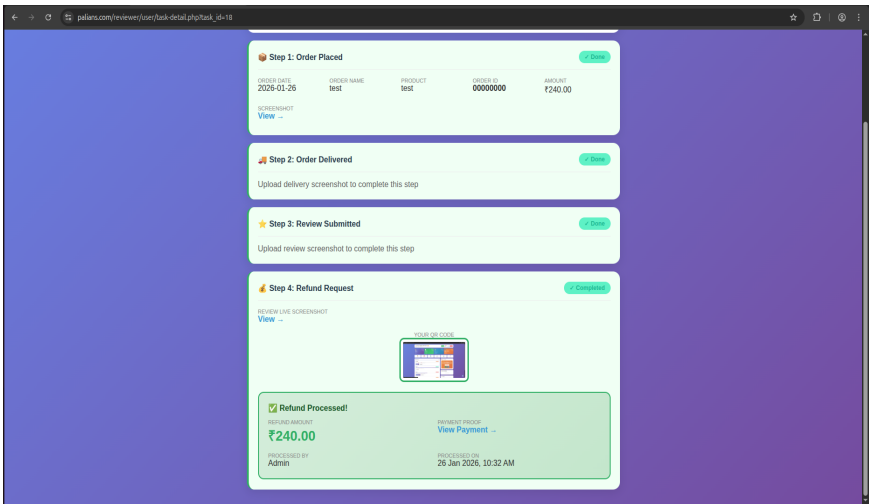 palians.com/reviewer/user/task-detail.php?task_id=18
Step 1: Order Placed
✓ Done
ORDER DATE ORDER NAME PRODUCT ORDER ID AMOUNT
2026-01-26 test test 00000000 ₹240.00
SCREENSHOT
View →
Step 2: Order Delivered
✓ Done
Upload delivery screenshot to complete this step
Step 3: Review Submitted
✓ Done
Upload review screenshot to complete this step
Step 4: Refund Request
✓ Completed
REVIEW LIVE SCREENSHOT
View →
YOUR QR CODE
Refund Processed!
REFUND AMOUNT PAYMENT PROOF
₹240.00 View Payment →
PROCESSED BY PROCESSED ON
Admin 26 Jan 2026, 10:32 AM